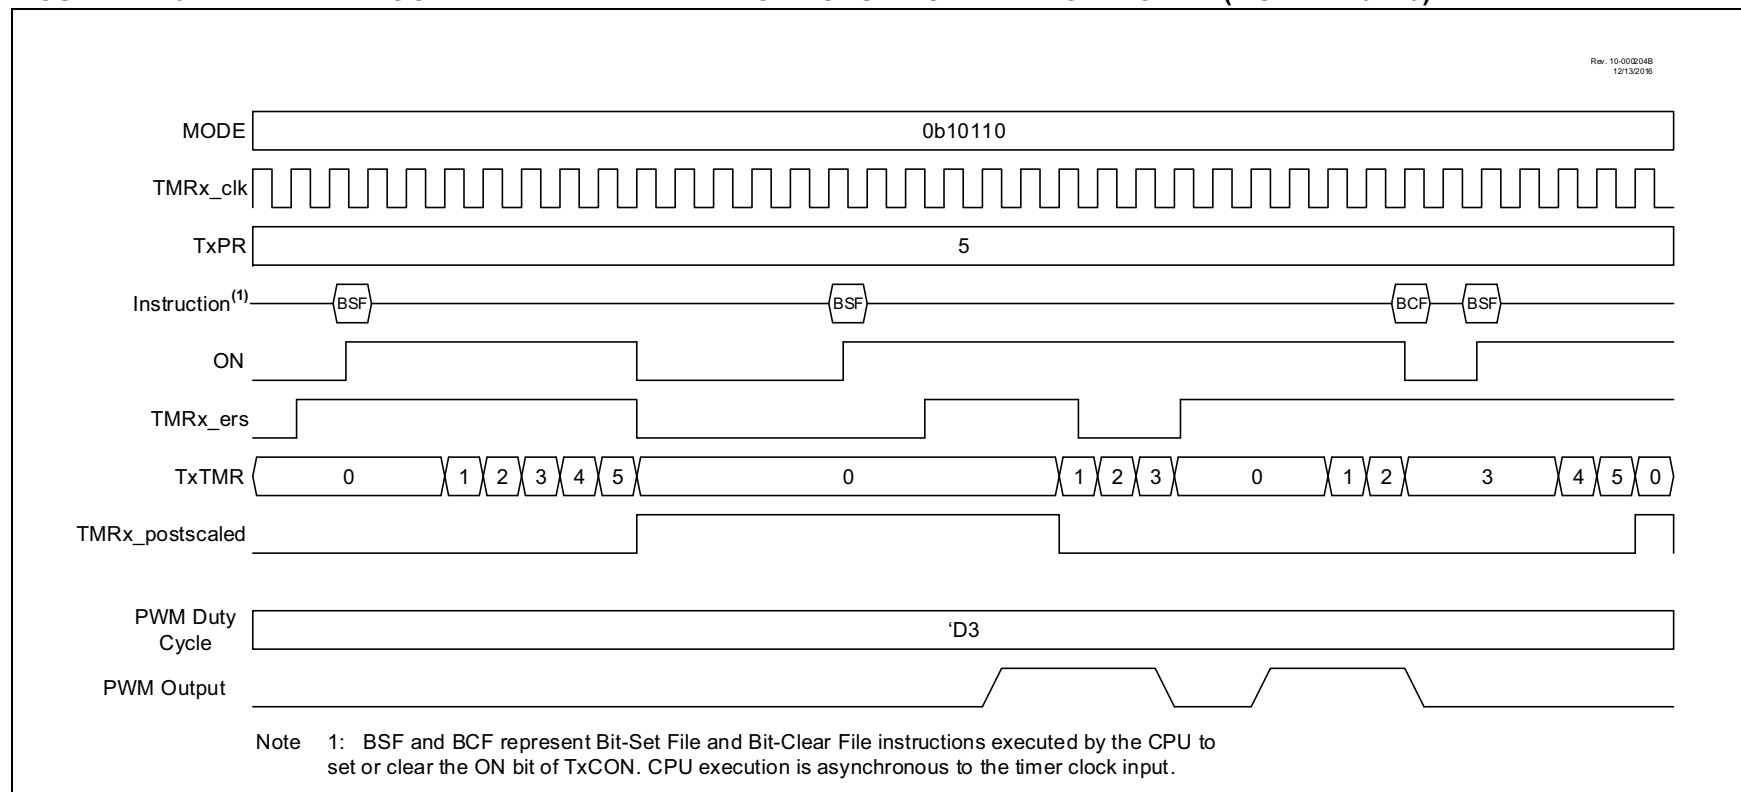 Rev. 10-000204B
12/13/2016
MODE 0b10110
TMRx_clk
TxPR 5
Instruction(1) BSF BSF BCF BSF
ON
TMRx_ers
TxTMR 0 1 2 3 4 5 0 1 2 3 0 1 2 3 4 5 0
TMRx_postscaled
PWM Duty
Cycle
‘D3
PWM Output
Note 1: BSF and BCF represent Bit-Set File and Bit-Clear File instructions executed by the CPU to
set or clear the ON bit of TxCON. CPU execution is asynchronous to the timer clock input.